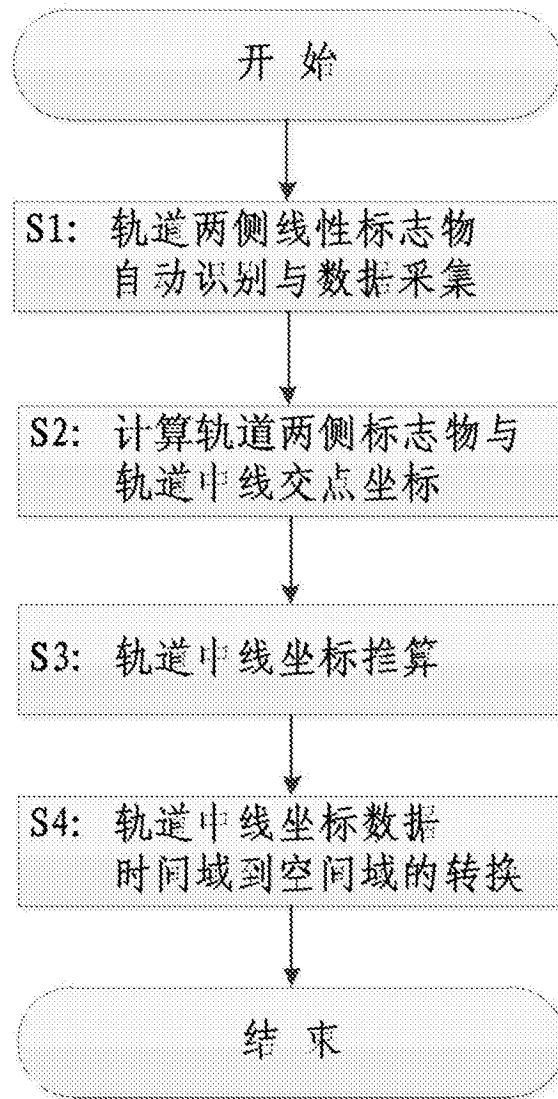 开 始
S1: 轨道两侧线性标志物
自动识别与数据采集
S2: 计算轨道两侧标志物与
轨道中线交点坐标
S3: 轨道中线坐标推算
S4: 轨道中线坐标数据
时间域到空间域的转换
结 束